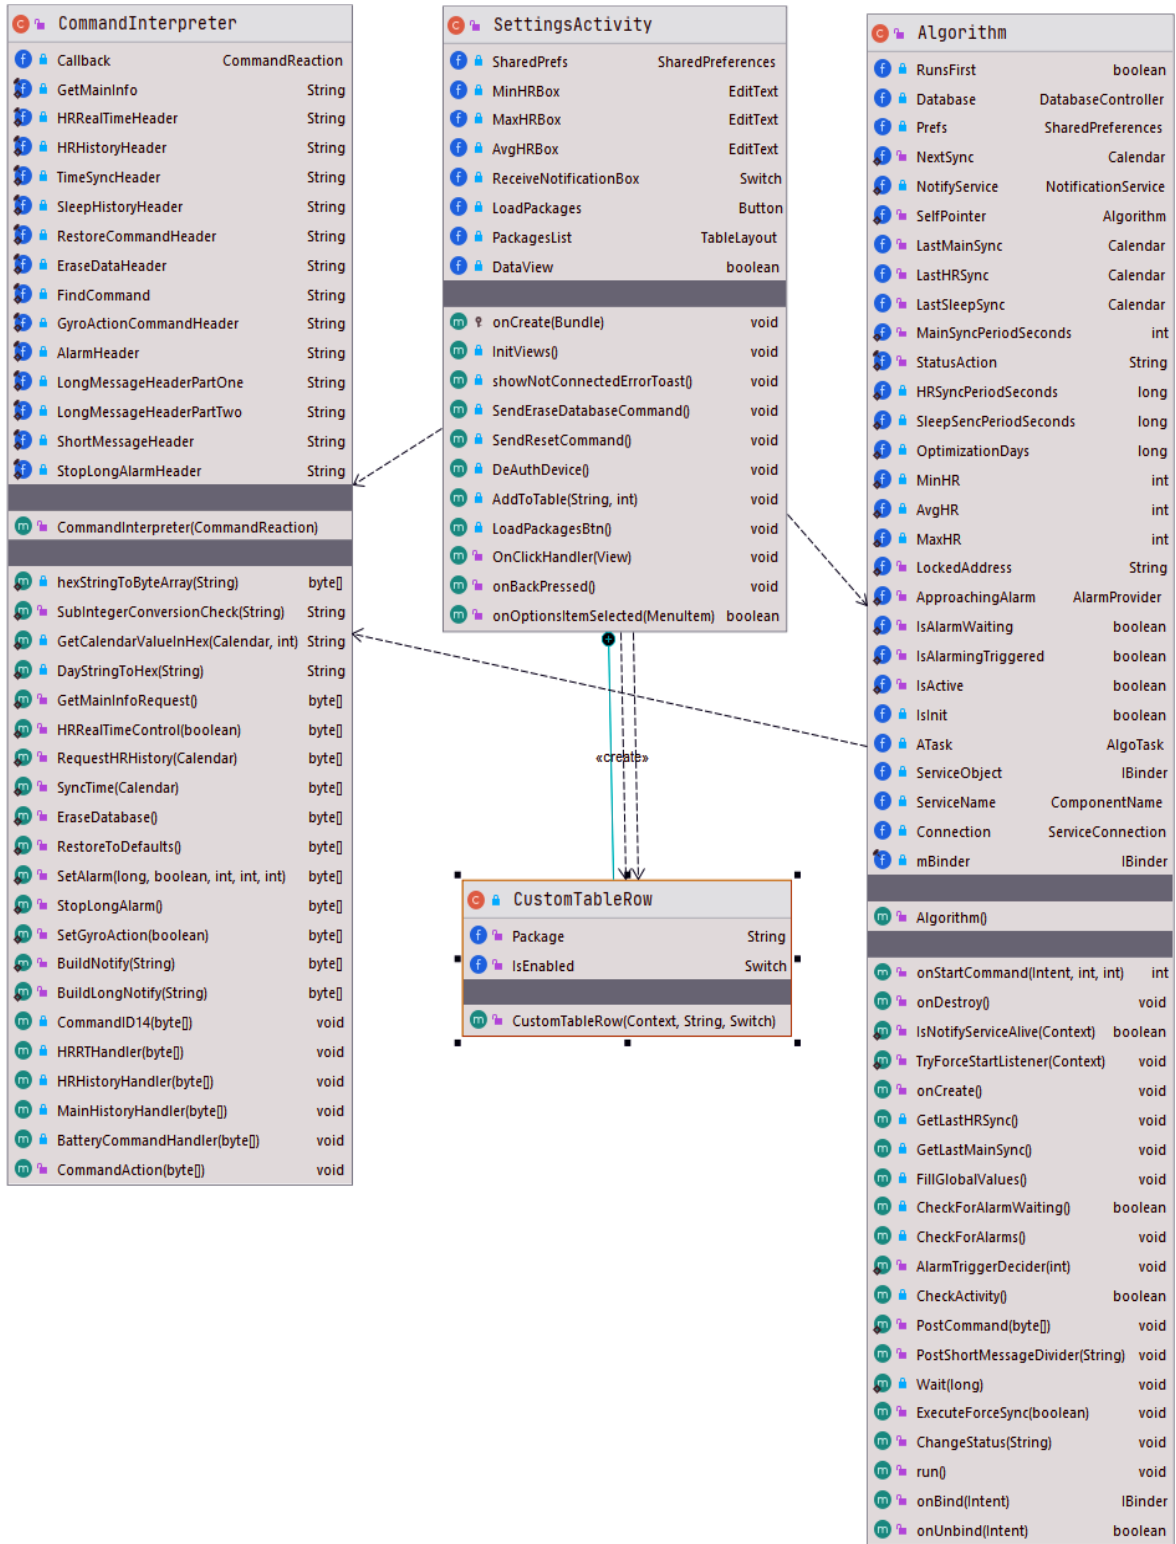 CommandInterpreter
Callback CommandReaction
GetMainInfo String
HRRealTimeHeader String
HRHistoryHeader String
TimeSyncHeader String
SleepHistoryHeader String
RestoreCommandHeader String
EraseDataHeader String
FindCommand String
GyroActionCommandHeader String
AlarmHeader String
LongMessageHeaderPartOne String
LongMessageHeaderPartTwo String
ShortMessageHeader String
StopLongAlarmHeader String
CommandInterpreter(CommandReaction)
hexStringToByteArray(String) byte[]
SubIntegerConversionCheck(String) String
GetCalendarValueInHex(Calendar, int) String
DayStringToHex(String) String
GetMainInfoRequest() byte[]
HRRealTimeControl(boolean) byte[]
RequestHRHistory(Calendar) byte[]
SyncTime(Calendar) byte[]
EraseDatabase() byte[]
RestoreToDefaults() byte[]
SetAlarm(long, boolean, int, int, int) byte[]
StopLongAlarm() byte[]
SetGyroAction(boolean) byte[]
BuildNotify(String) byte[]
BuildLongNotify(String) byte[]
CommandID14(byte[]) void
HRRTHandler(byte[]) void
HRHistoryHandler(byte[]) void
MainHistoryHandler(byte[]) void
BatteryCommandHandler(byte[]) void
CommandAction(byte[]) void
SettingsActivity
SharedPrefs SharedPreferences
MinHRBox EditText
MaxHRBox EditText
AvgHRBox EditText
ReceiveNotificationBox Switch
LoadPackages Button
PackagesList TableLayout
DataView boolean
onCreate(Bundle) void
InitViews() void
showNotConnectedErrorToast() void
SendEraseDatabaseCommand() void
SendResetCommand() void
DeAuthDevice() void
AddToTable(String, int) void
LoadPackagesBtn() void
OnClickHandler(View) void
onBackPressed() void
onOptionsItemSelected(MenuItem) boolean
«create»
CustomTableRow
Package String
IsEnabled Switch
CustomTableRow(Context, String, Switch)
Algorithm
RunsFirst boolean
Database DatabaseController
Prefs SharedPreferences
NextSync Calendar
NotifyService NotificationService
SelfPointer Algorithm
LastMainSync Calendar
LastHRSync Calendar
LastSleepSync Calendar
MainSyncPeriodSeconds int
StatusAction String
HRSyncPeriodSeconds long
SleepSencPeriodSeconds long
OptimizationDays long
MinHR int
AvgHR int
MaxHR int
LockedAddress String
ApproachingAlarm AlarmProvider
IsAlarmWaiting boolean
IsAlarmingTriggered boolean
IsActive boolean
IsInit boolean
ATask AlgoTask
ServiceObject IBinder
ServiceName ComponentName
Connection ServiceConnection
mBinder IBinder
Algorithm()
onStartCommand(Intent, int, int) int
onDestroy() void
IsNotifyServiceAlive(Context) boolean
TryForceStartListener(Context) void
onCreate() void
GetLastHRSync() void
GetLastMainSync() void
FillGlobalValues() void
CheckForAlarmWaiting() boolean
CheckForAlarms() void
AlarmTriggerDecider(int) void
CheckActivity() boolean
PostCommand(byte[]) void
PostShortMessageDivider(String) void
Wait(long) void
ExecuteForceSync(boolean) void
ChangeStatus(String) void
run() void
onBind(Intent) IBinder
onUnbind(Intent) boolean